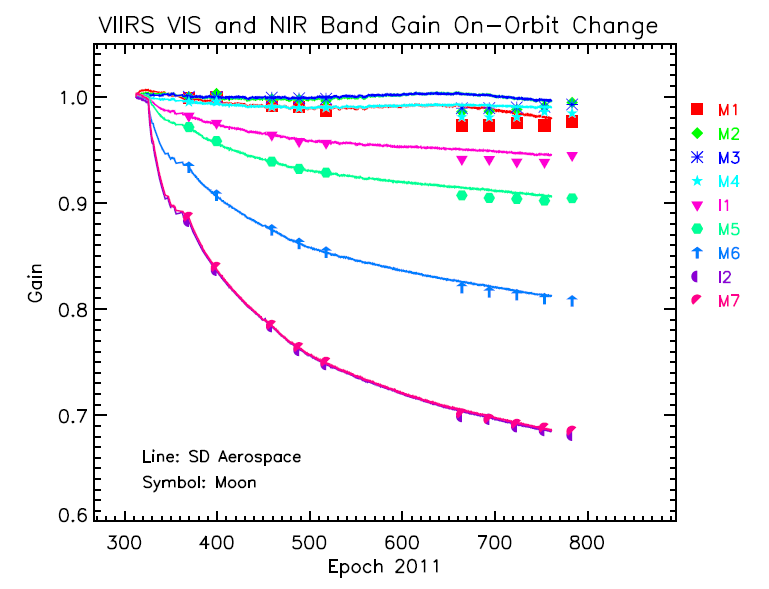 VIIRS VIS and NIR Band Gain On-Orbit Change
1.0
0.9
0.8
0.7
0.6
Gain
Line: SD Aerospace
Symbol: Moon
300 400 500 600 700 800
Epoch 2011
M1
M2
M3
M4
I1
M5
M6
I2
M7